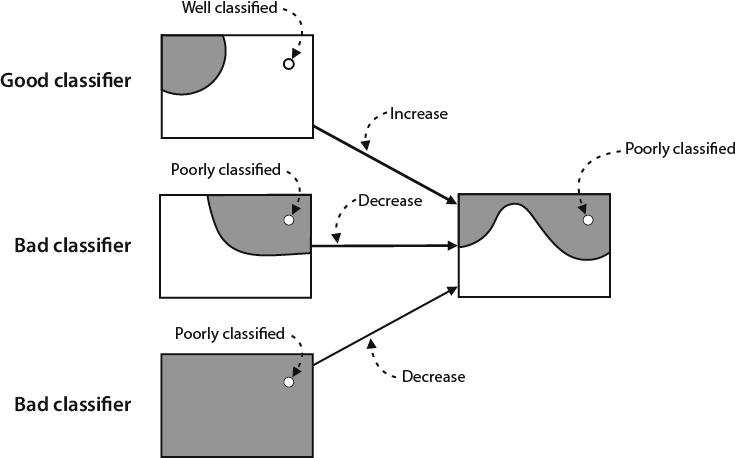 Well classified
Good classifier
Increase
Poorly classified
Poorly classified
Decrease
Bad classifier
Poorly classified
Decrease
Bad classifier